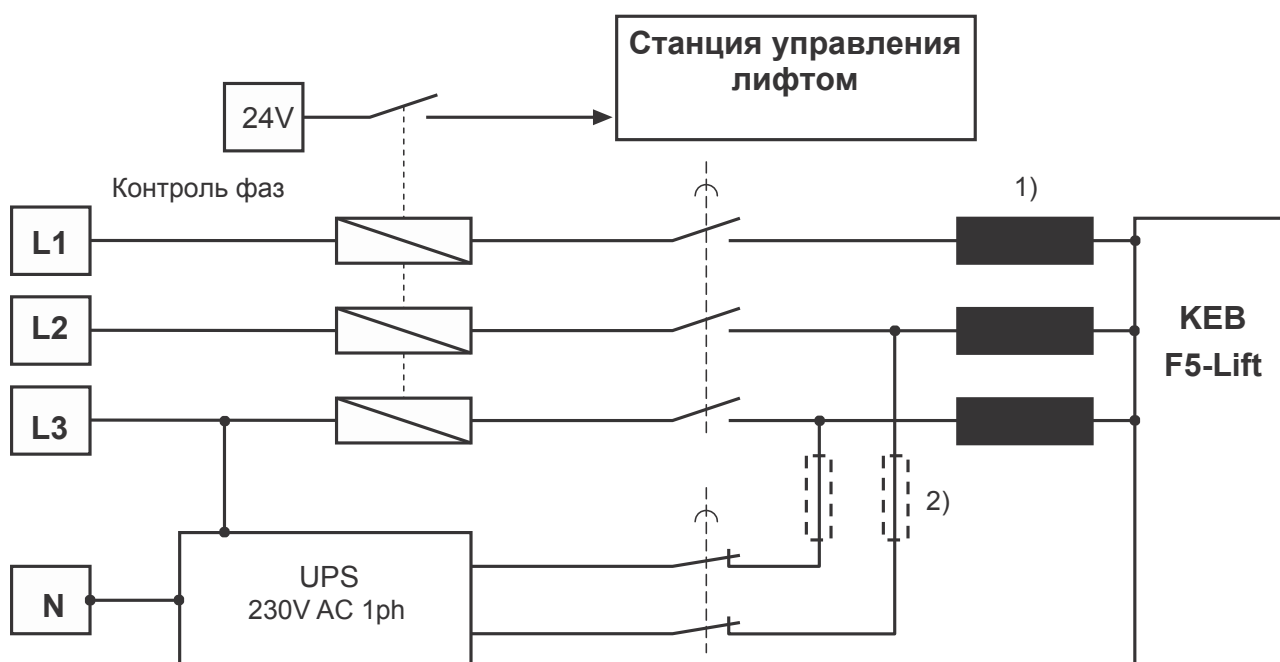 Станция управления
лифтом
24V
Контроль фаз
1)
L1
L2
KEB
F5-Lift
L3
2)
UPS
230V AC 1ph
N